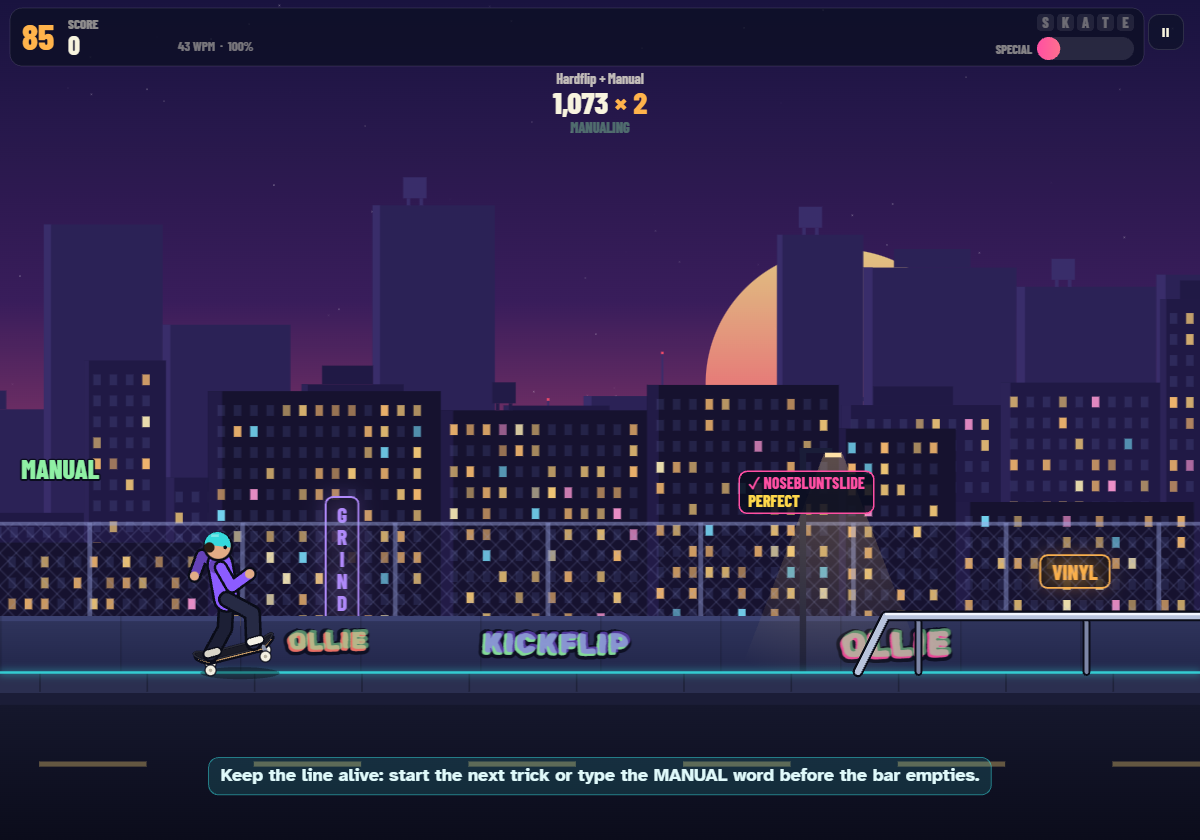 85
SCORE
0
43 WPM · 100%
S K A T E
SPECIAL
Hardflip + Manual
1,073 × 2
MANUALING
MANUAL
✓ NOSEBLUNTSLIDE
PERFECT
GRIND
VINYL
OLLIE
KICKFLIP
OLLIE
Keep the line alive: start the next trick or type the MANUAL word before the bar empties.